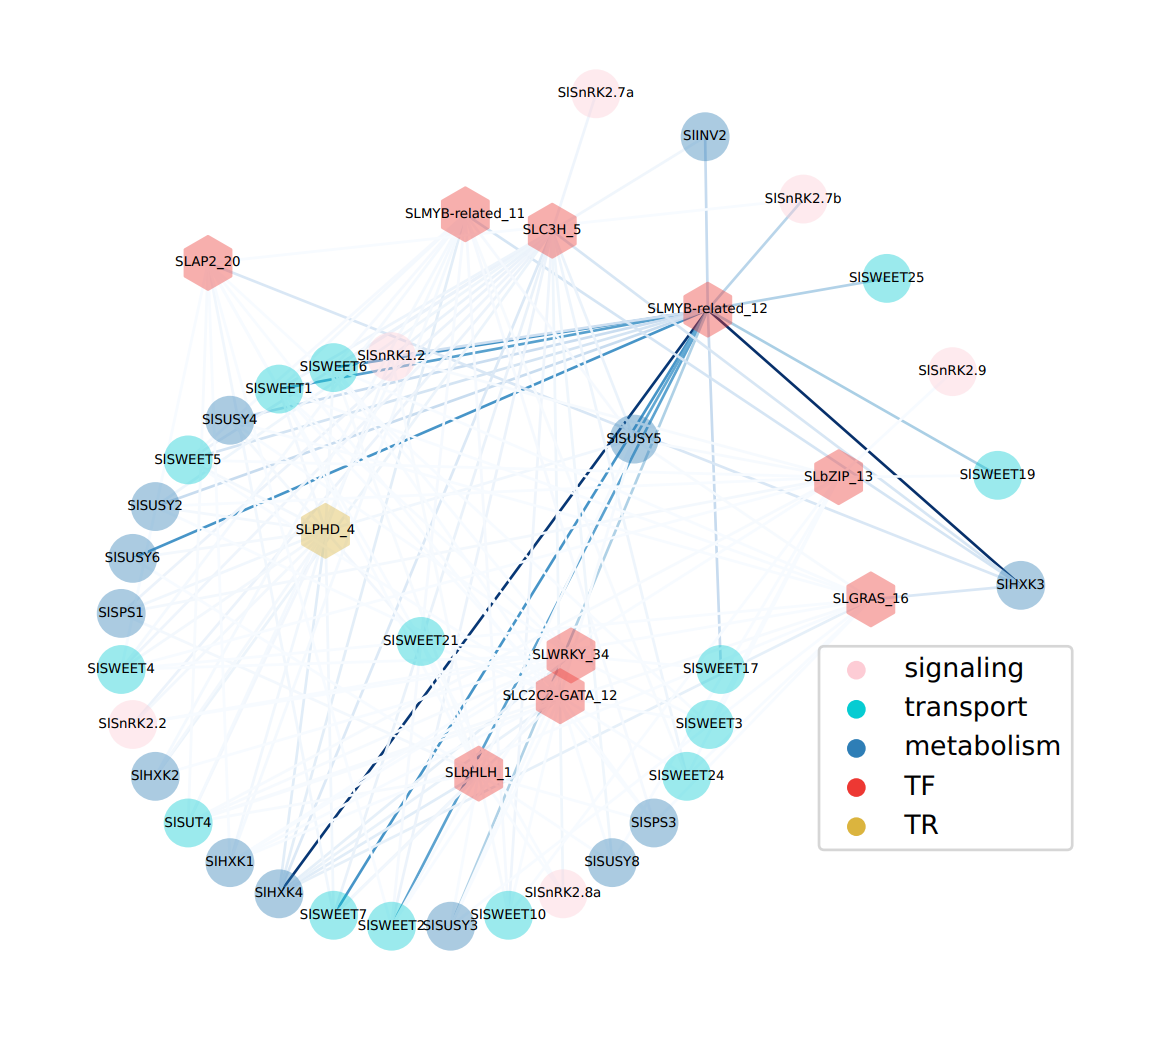 SlSnRK2.7a
SlINV2
SlSnRK2.7b
SLMYB-related_11
SLC3H_5
SLAP2_20
SlSWEET25
SLMYB-related_12
SlSnRK1.2
SlSWEET6
SlSnRK2.9
SlSWEET1
SlSUSY4
SlSUSY5
SlSWEET5
SLbZIP_13
SlSWEET19
SlSUSY2
SLPHD_4
SlSUSY6
SlHXK3
SLGRAS_16
SlSPS1
SlSWEET21
SLWRKY_34
SlSWEET4
SlSWEET17
signaling
SLC2C2-GATA_12
transport
SlSnRK2.2
SlSWEET3
metabolism
SLbHLH_1
SlHXK2
SlSWEET24
TF
SlSUT4
SlSPS3
TR
SlHXK1
SlSUSY8
SlHXK4
SlSnRK2.8a
SlSWEET7
SlSWEET10
SlSWEET2
SlSUSY3